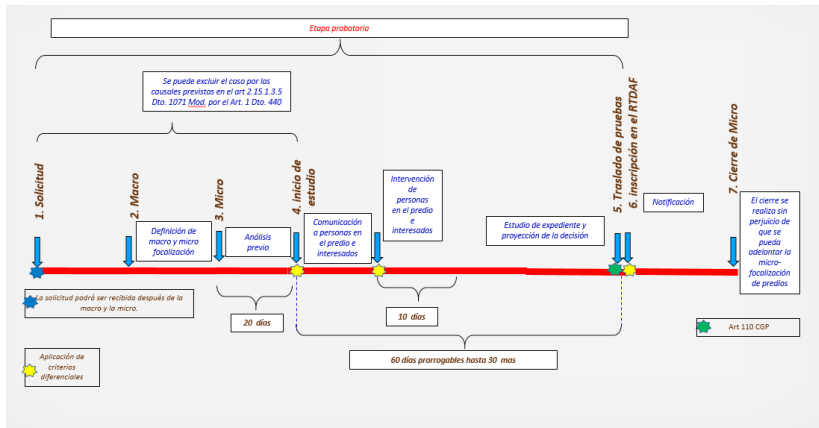 Etapa probatoria
Se puede excluir el caso por las
causales previstas en el art 2.15.1.3.5
Dto. 1071 Mod. por el Art. 1 Dto. 440
1. Solicitud
2. Macro
3. Micro
4. inicio de
estudio
5. Traslado de pruebas
6. inscripción en el RTDAF
7. Cierre de Micro
Definición de
macro y micro
focalización
Análisis
previo
Comunicación
a personas en
el predio e
interesados
Intervención
de
personas
en el predio
e
interesados
Estudio de expediente y
proyección de la decisión
Notificación
El cierre se
realiza sin
perjuicio de
que se
pueda
adelantar la
micro-
focalización
de predios
La solicitud podrá ser recibida después de la
macro y la micro.
20 días
10 días
60 días prorrogables hasta 30 mas
Art 110 CGP
Aplicación de
criterios
diferenciales